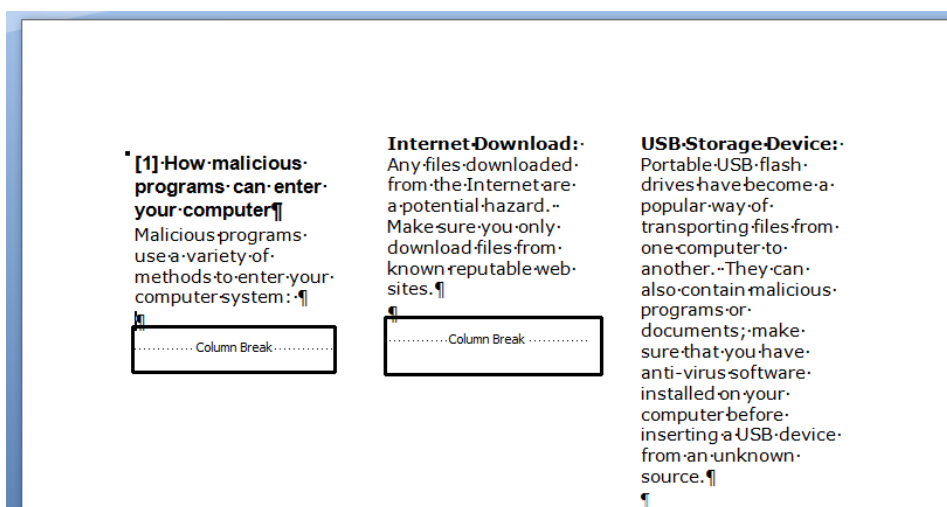 [1] How malicious
programs can enter
your computer¶
Malicious programs
use a variety of
methods to enter your
computer system: ¶
¶
Column Break
Internet Download:
Any files downloaded
from the Internet are
a potential hazard.
Make sure you only
download files from
known reputable web
sites.¶
¶
Column Break
USB Storage Device:
Portable USB flash
drives have become a
popular way of
transporting files from
one computer to
another. They can
also contain malicious
programs or
documents; make
sure that you have
anti-virus software
installed on your
computer before
inserting a USB device
from an unknown
source.¶
¶